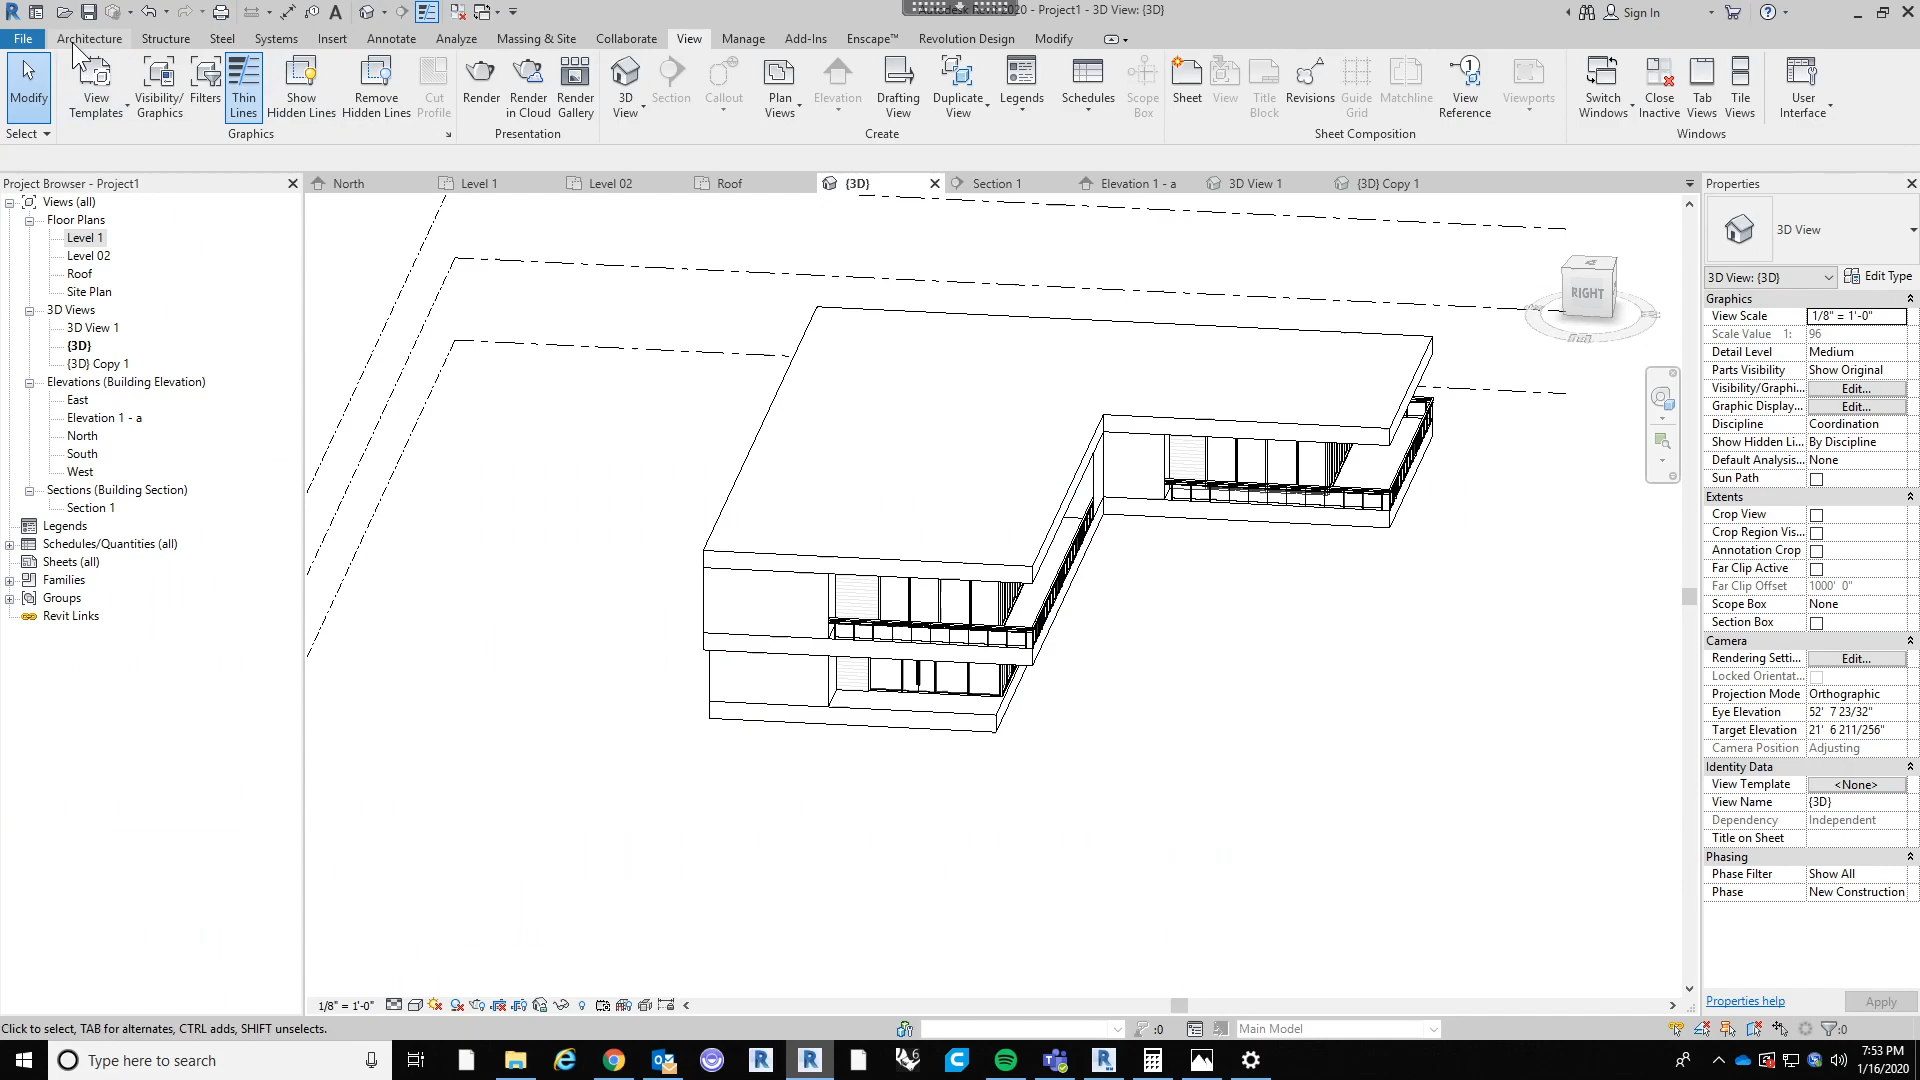 Autodesk Revit 2020 - Project1 - 3D View: {3D}
Sign In
File Architecture Structure Steel Systems Insert Annotate Analyze Massing & Site Collaborate View Manage Add-Ins Enscape™ Revolution Design Modify
Modify
View Templates
Visibility/ Graphics
Filters
Thin Lines
Show Hidden Lines
Remove Hidden Lines
Cut Profile
Render
Render in Cloud
Render Gallery
3D View
Section
Callout
Plan Views
Elevation
Drafting View
Duplicate View
Legends
Schedules
Scope Box
Sheet
View
Title Block
Revisions
Guide Grid
Matchline
View Reference
Viewports
Switch Windows
Close Inactive
Tab Views
Tile Views
User Interface
Select Graphics Presentation Create Sheet Composition Windows
Project Browser - Project1
North Level 1 Level 02 Roof {3D} Section 1 Elevation 1 - a 3D View 1 {3D} Copy 1
Views (all)
Floor Plans
Level 1
Level 02
Roof
Site Plan
3D Views
3D View 1
{3D}
{3D} Copy 1
Elevations (Building Elevation)
East
Elevation 1 - a
North
South
West
Sections (Building Section)
Section 1
Legends
Schedules/Quantities (all)
Sheets (all)
Families
Groups
Revit Links
RIGHT
Properties
3D View
3D View: {3D} Edit Type
Graphics
View Scale 1/8" = 1'-0"
Scale Value 1: 96
Detail Level Medium
Parts Visibility Show Original
Visibility/Graphi... Edit...
Graphic Display... Edit...
Discipline Coordination
Show Hidden Li... By Discipline
Default Analysis... None
Sun Path
Extents
Crop View
Crop Region Vis...
Annotation Crop
Far Clip Active
Far Clip Offset 1000' 0"
Scope Box None
Section Box
Camera
Rendering Setti... Edit...
Locked Orientat...
Projection Mode Orthographic
Eye Elevation 52' 7 23/32"
Target Elevation 21' 6 211/256"
Camera Position Adjusting
Identity Data
View Template <None>
View Name {3D}
Dependency Independent
Title on Sheet
Phasing
Phase Filter Show All
Phase New Construction
Properties help Apply
1/8" = 1'-0"
Click to select, TAB for alternates, CTRL adds, SHIFT unselects.
:0
Main Model
:0
Type here to search
7:53 PM
1/16/2020